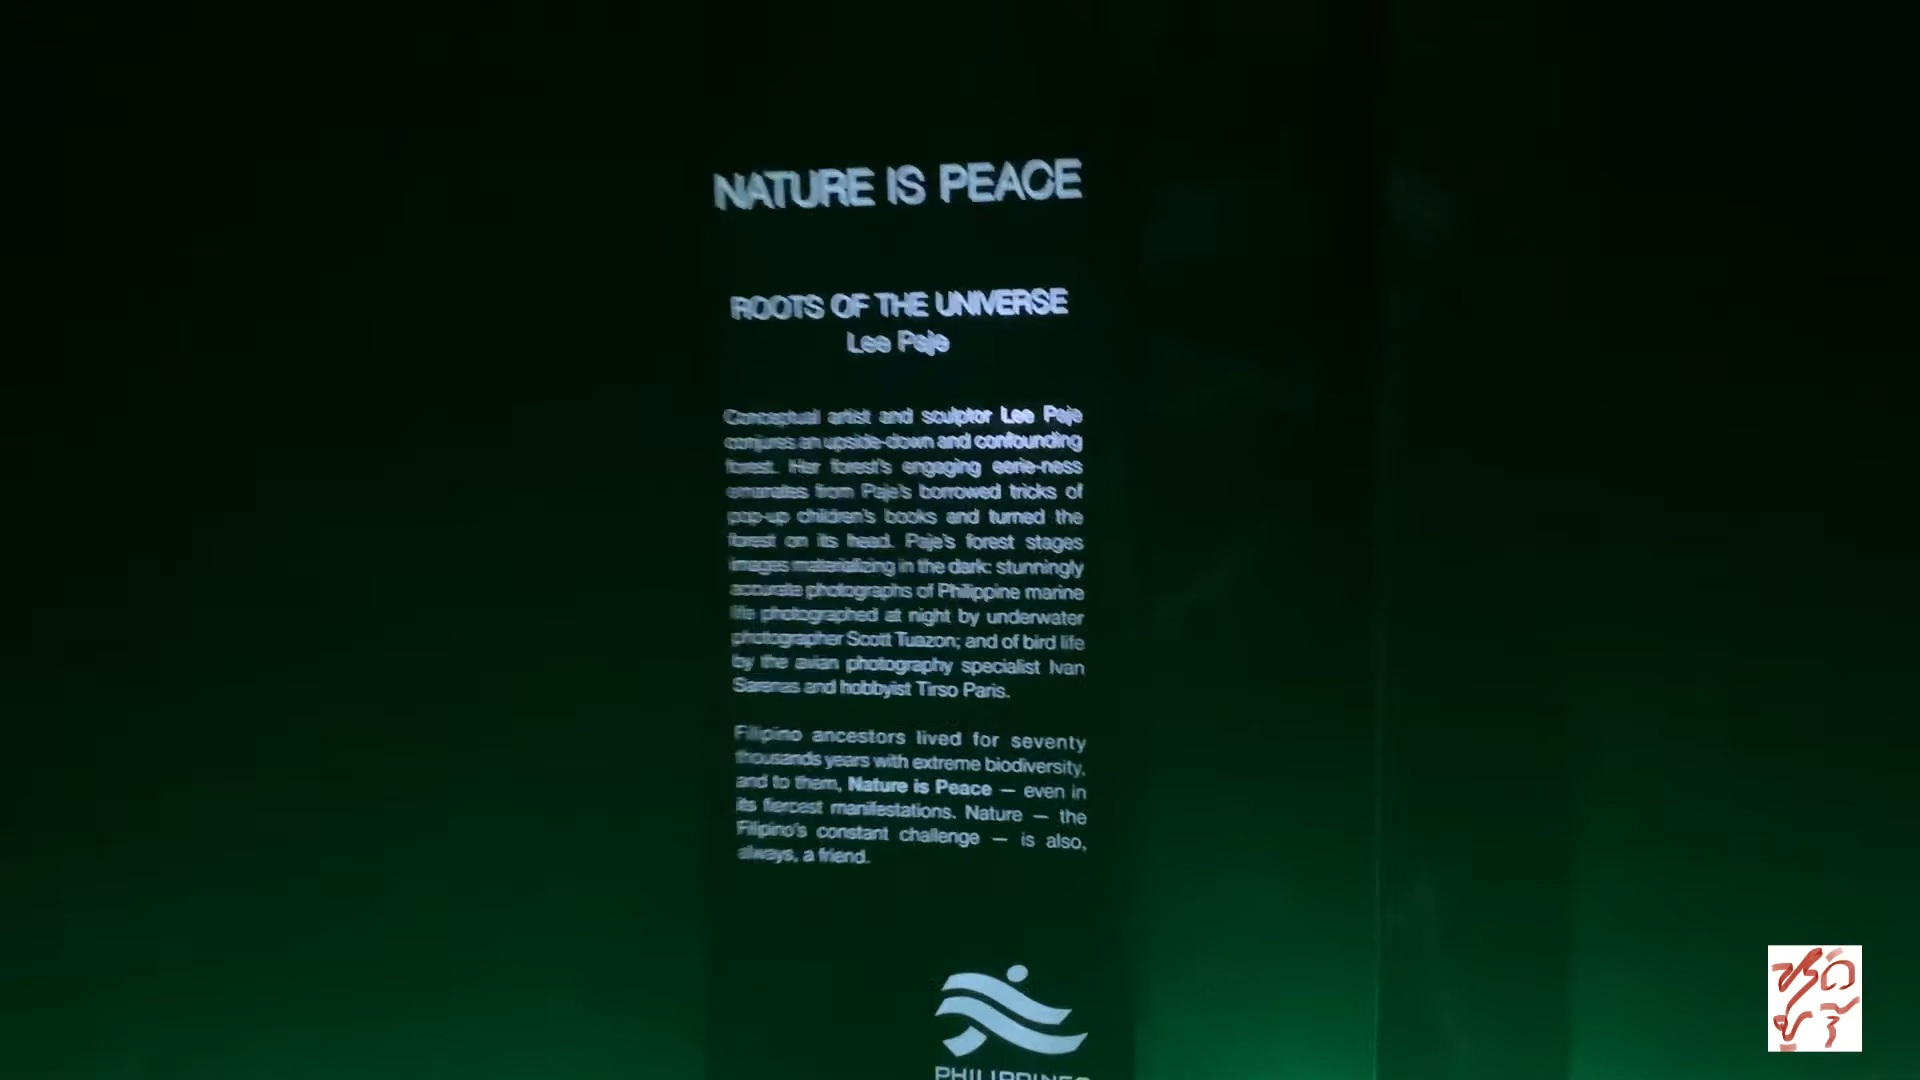 NATURE IS PEACE
ROOTS OF THE UNIVERSE
Lee Paje
Conceptual artist and sculptor Lee Paje
conjures an upside-down and confounding
forest. Her forest's engaging eerie-ness
emanates from Paje's borrowed tricks of
pop-up children's books and turned the
forest on its head. Paje's forest stages
images materializing in the dark: stunningly
accurate photographs of Philippine marine
life photographed at night by underwater
photographer Scott Tuazon; and of bird life
by the avian photography specialist Ivan
Sarenas and hobbyist Tirso Paris.
Filipino ancestors lived for seventy
thousands years with extreme biodiversity,
and to them, Nature is Peace — even in
its fiercest manifestations. Nature — the
Filipino's constant challenge — is also,
always, a friend.
PHILIPPINES